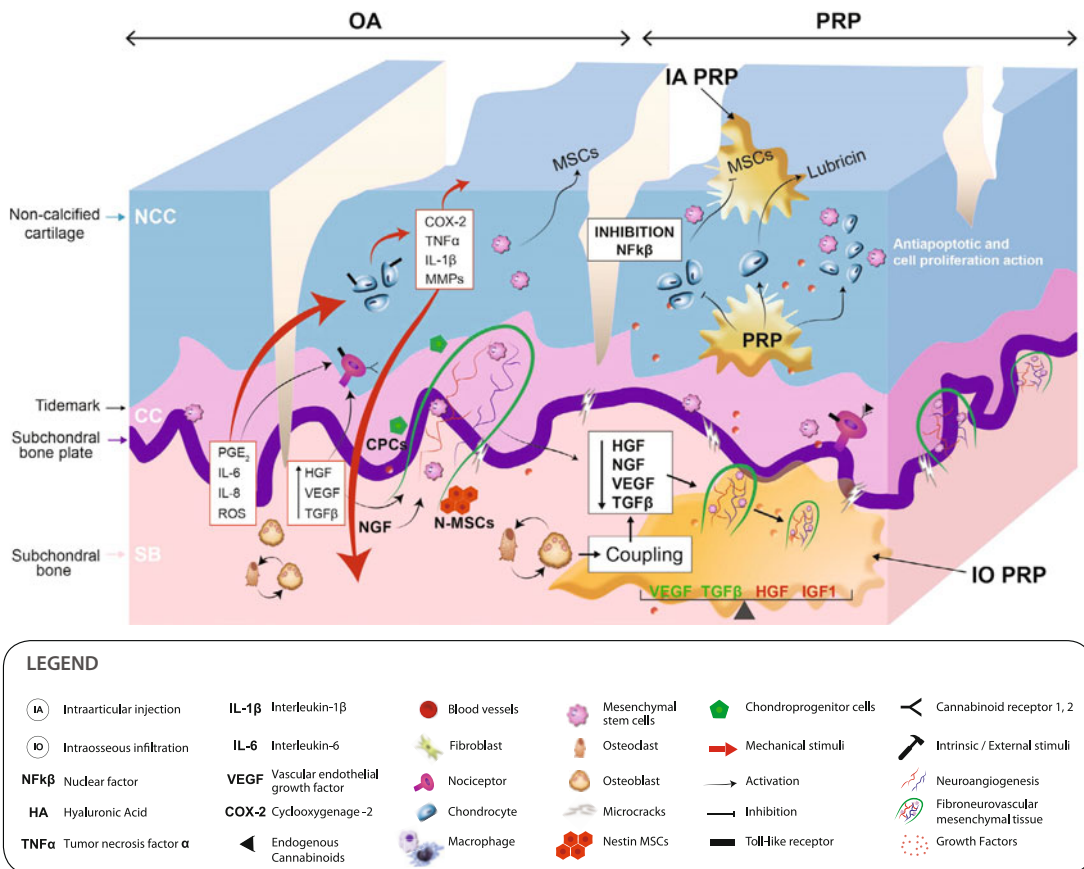 OA
PRP
IA PRP
MSCs
MSCs
Lubricin
Non-calcified
cartilage
NCC
COX-2
TNFα
IL-1β
MMPs
INHIBITION
NFkβ
Antiapoptotic and
cell proliferation action
PRP
Tidemark
CC
Subchondral
bone plate
CPCs
PGE₂
IL-6
IL-8
ROS
HGF
VEGF
TGFβ
NGF
N-MSCs
HGF
NGF
VEGF
TGFβ
Coupling
Subchondral
bone
SB
IO PRP
VEGF TGFβ HGF IGF1
LEGEND
IA Intraarticular injection
IO Intraosseous infiltration
NFkβ Nuclear factor
HA Hyaluronic Acid
TNFα Tumor necrosis factor α
IL-1β Interleukin-1β
IL-6 Interleukin-6
VEGF Vascular endothelial
growth factor
COX-2 Cyclooxygenage-2
Endogenous
Cannabinoids
Blood vessels
Fibroblast
Nociceptor
Chondrocyte
Macrophage
Mesenchymal
stem cells
Osteoclast
Osteoblast
Microcracks
Nestin MSCs
Chondroprogenitor cells
Mechanical stimuli
Activation
Inhibition
Toll-like receptor
Cannabinoid receptor 1, 2
Intrinsic / External stimuli
Neuroangiogenesis
Fibroneurovascular
mesenchymal tissue
Growth Factors